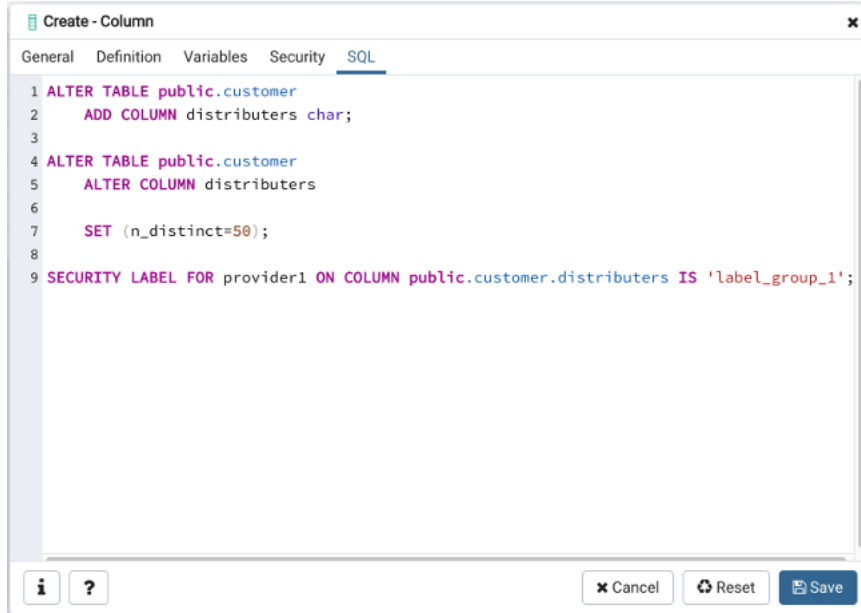 Create - Column
General Definition Variables Security SQL
1 ALTER TABLE public.customer
2 ADD COLUMN distributers char;
3
4 ALTER TABLE public.customer
5 ALTER COLUMN distributers
6
7 SET (n_distinct=50);
8
9 SECURITY LABEL FOR provider1 ON COLUMN public.customer.distributers IS 'label_group_1';
i ? Cancel Reset Save